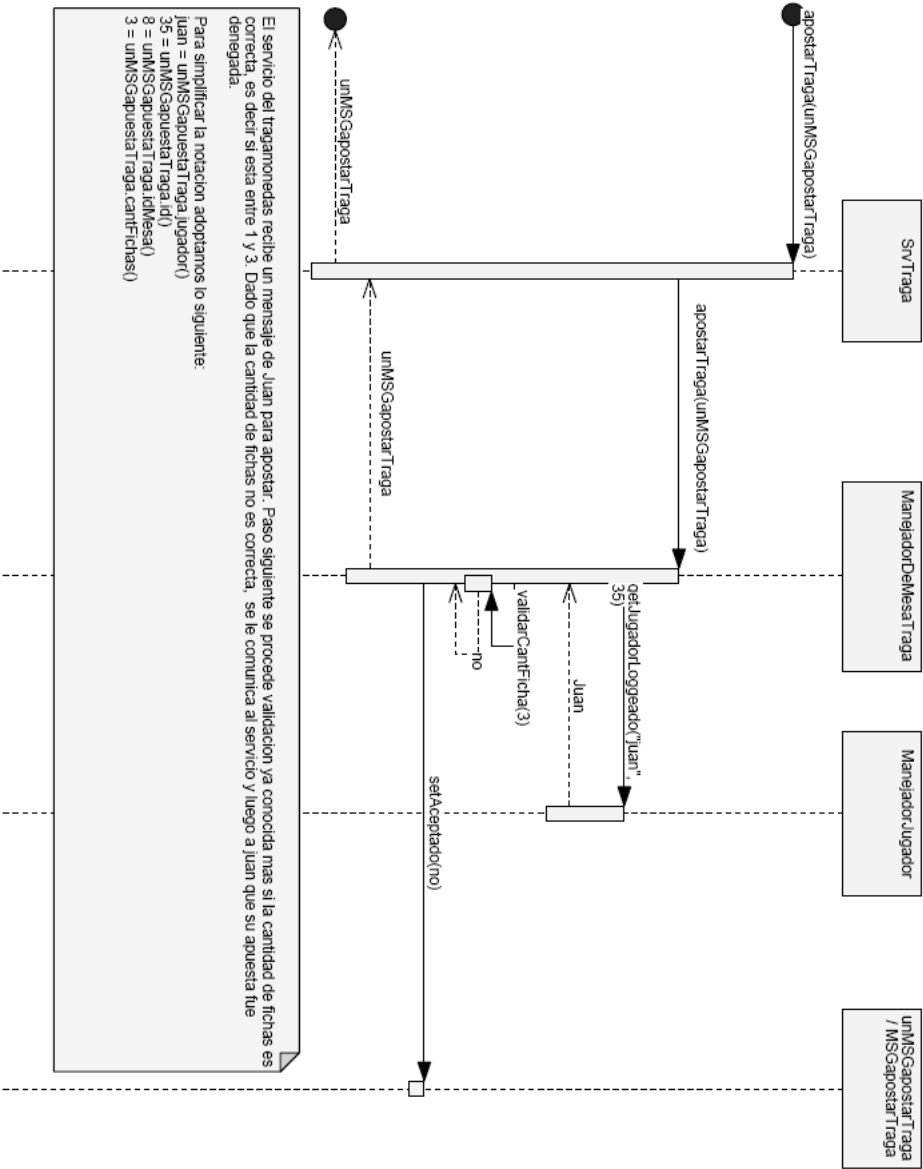 SrvTraga
ManejadorDeMesaTraga
ManejadorJugador
unMSGapostarTraga
/ MSGapostarTraga
apostarTraga(unMSGapostarTraga)
apostarTraga(unMSGapostarTraga)
getJugadorLoggeado("juan",
35)
Juan
validarCantFicha(3)
no
setAceptado(no)
unMSGapostarTraga
unMSGapostarTraga
El servicio del tragamonedas recibe un mensaje de Juan para apostar. Paso siguiente se procede validacion ya conocida mas si la cantidad de fichas es
correcta, es decir si esta entre 1 y 3. Dado que la cantidad de fichas no es correcta, se le comunica al servicio y luego a juan que su apuesta fue
denegada.
Para simplificar la notacion adoptamos lo siguiente:
juan = unMSGapuestaTraga.jugador()
35 = unMSGapuestaTraga.id()
8 = unMSGapuestaTraga.idMesa()
3 = unMSGapuestaTraga.cantFichas()